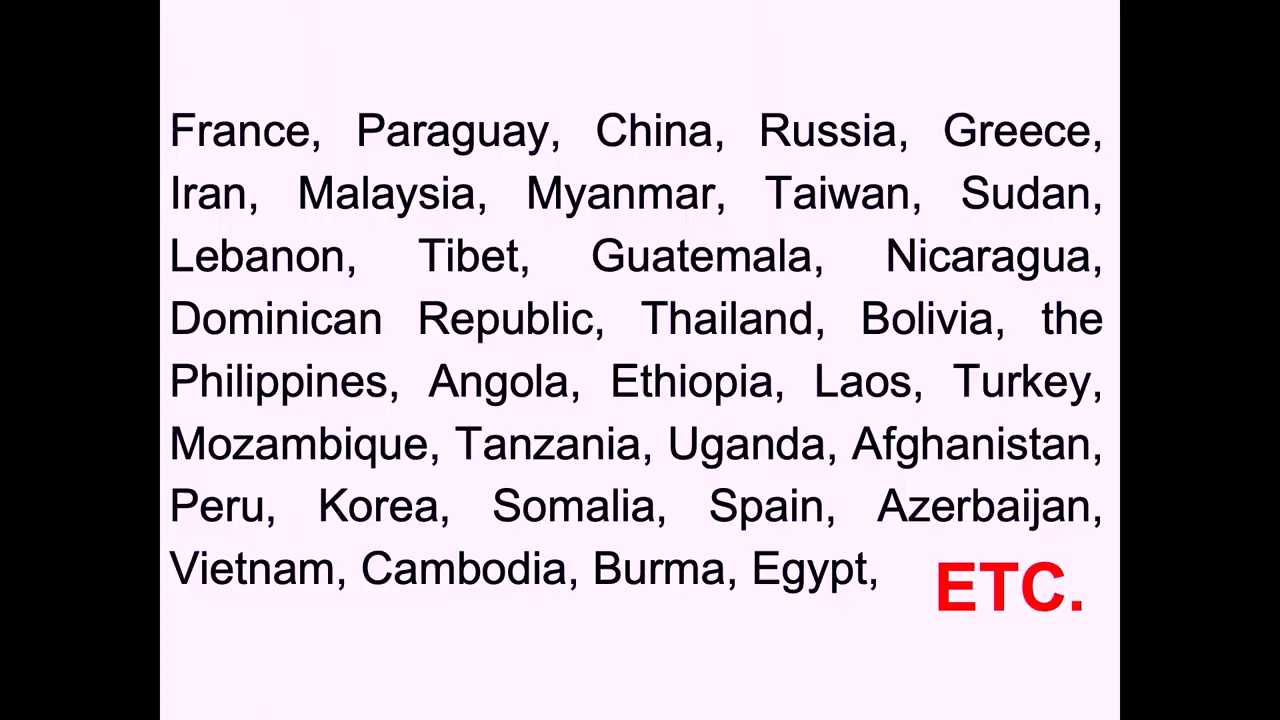 France, Paraguay, China, Russia, Greece,
Iran, Malaysia, Myanmar, Taiwan, Sudan,
Lebanon, Tibet, Guatemala, Nicaragua,
Dominican Republic, Thailand, Bolivia, the
Philippines, Angola, Ethiopia, Laos, Turkey,
Mozambique, Tanzania, Uganda, Afghanistan,
Peru, Korea, Somalia, Spain, Azerbaijan,
Vietnam, Cambodia, Burma, Egypt, ETC.